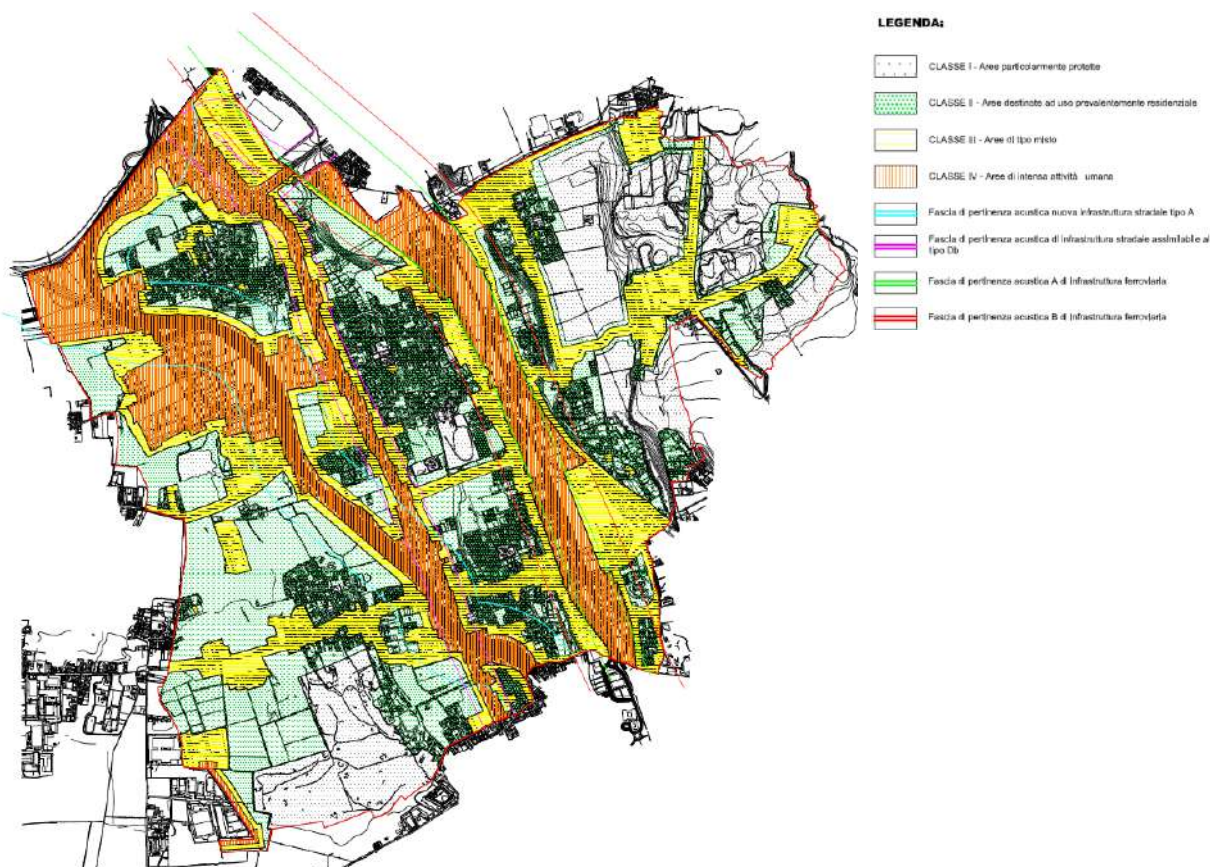 LEGENDA:
CLASSE I - Aree particolarmente protette
CLASSE II - Aree destinate ad uso prevalentemente residenziale
CLASSE III - Aree di tipo misto
CLASSE IV - Aree di intensa attività umana
Fascia di pertinenza acustica nuova infrastruttura stradale tipo A
Fascia di pertinenza acustica di infrastruttura stradale assimilabile al
tipo Db
Fascia di pertinenza acustica A di infrastruttura ferroviaria
Fascia di pertinenza acustica B di infrastruttura ferroviaria